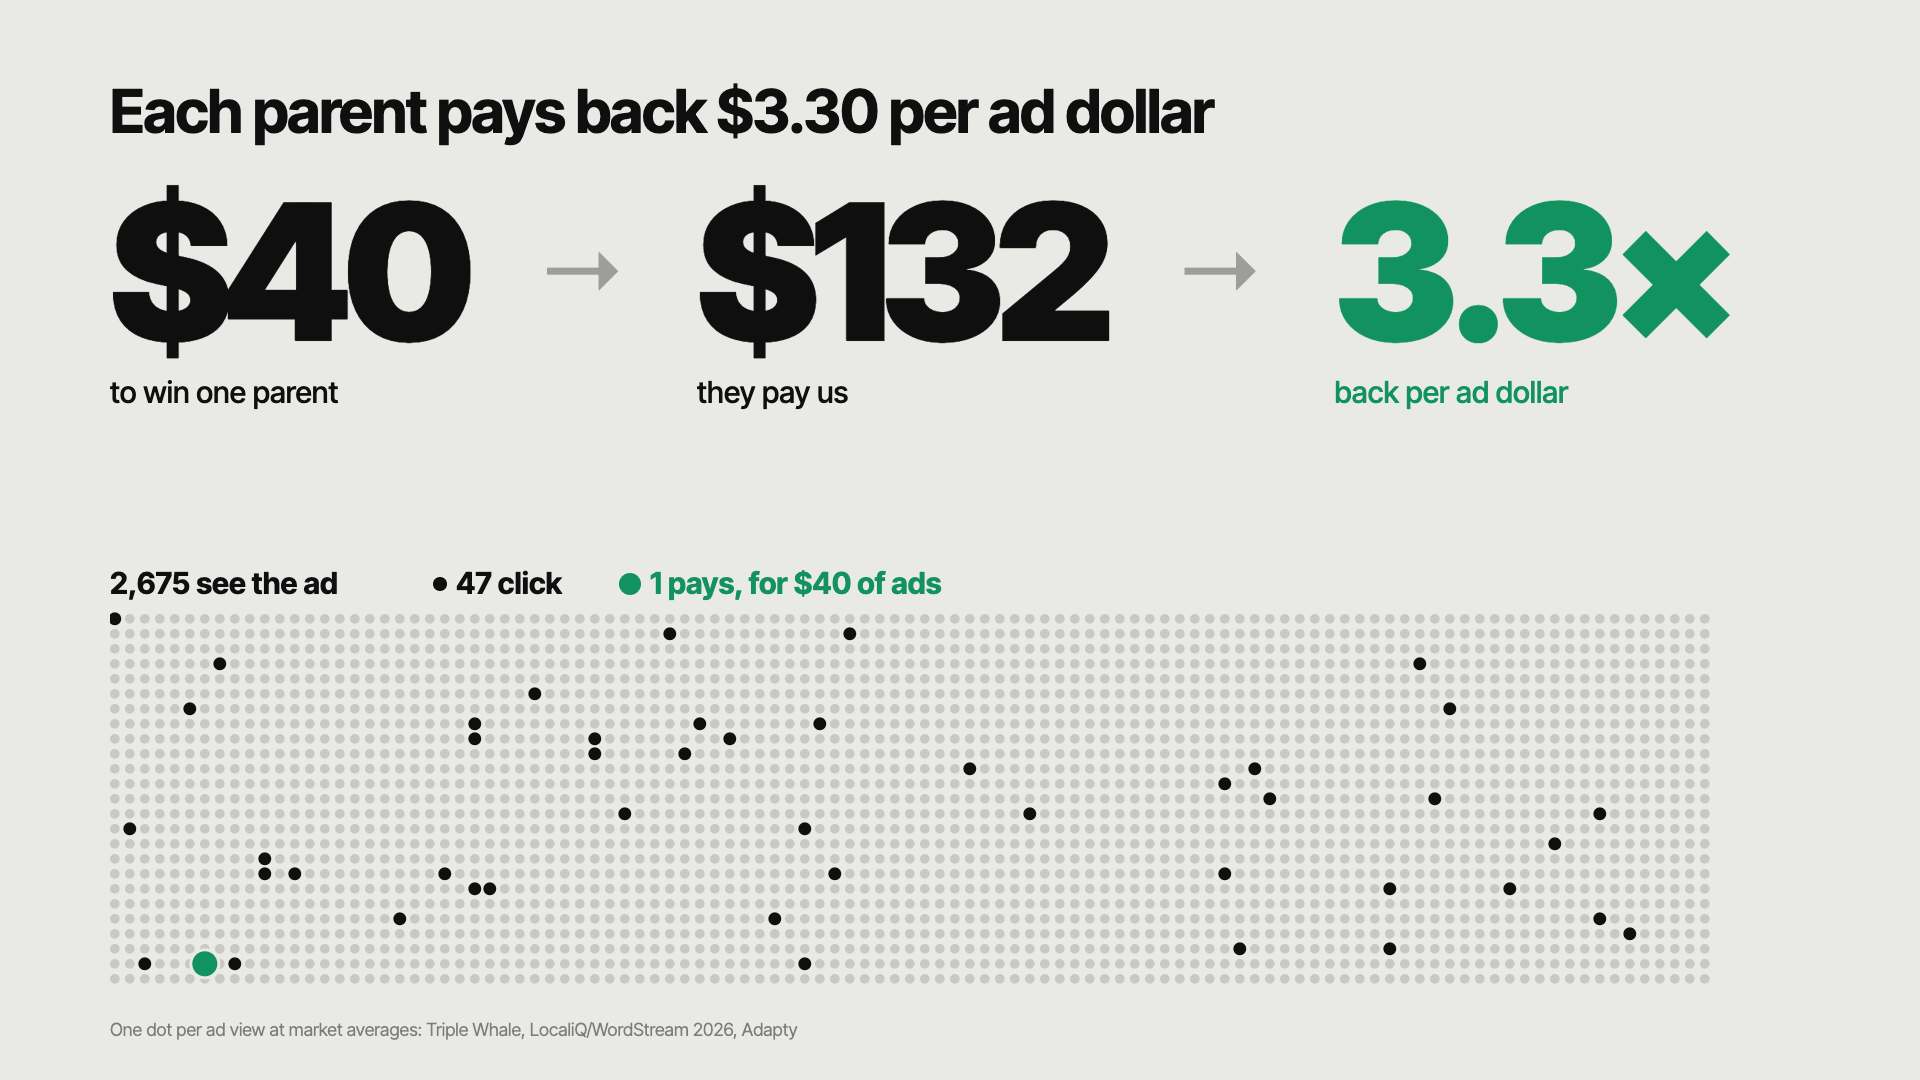 Each parent pays back $3.30 per ad dollar
$40 → $132 → 3.3×
to win one parent they pay us back per ad dollar
2,675 see the ad 47 click 1 pays, for $40 of ads
One dot per ad view at market averages: Triple Whale, LocaliQ/WordStream 2026, Adapty